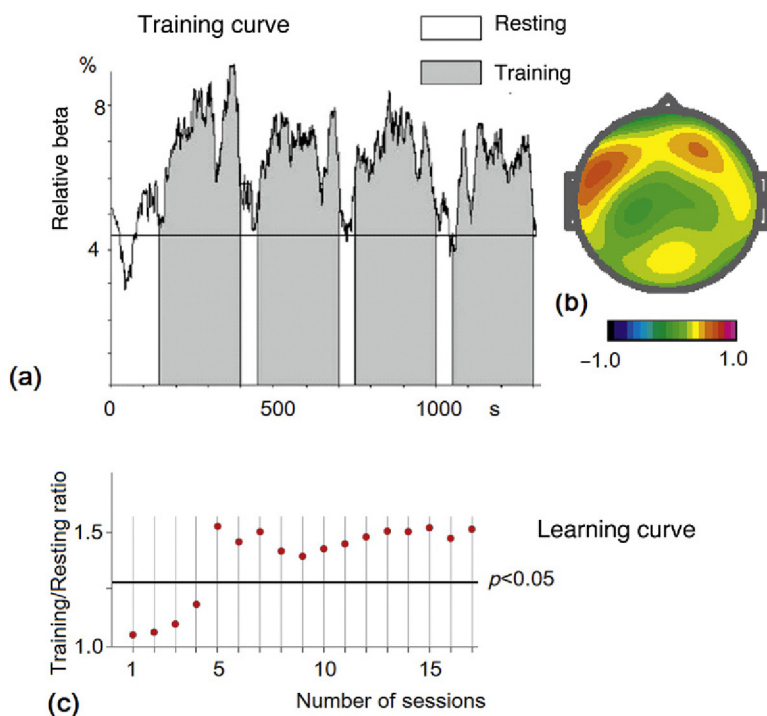 Training curve
Resting
Training
%
Relative beta
8
4
0 500 1000 s
(a)
(b)
−1.0 1.0
Training/Resting ratio
1.5
1.0
Learning curve
p<0.05
1 5 10 15
Number of sessions
(c)